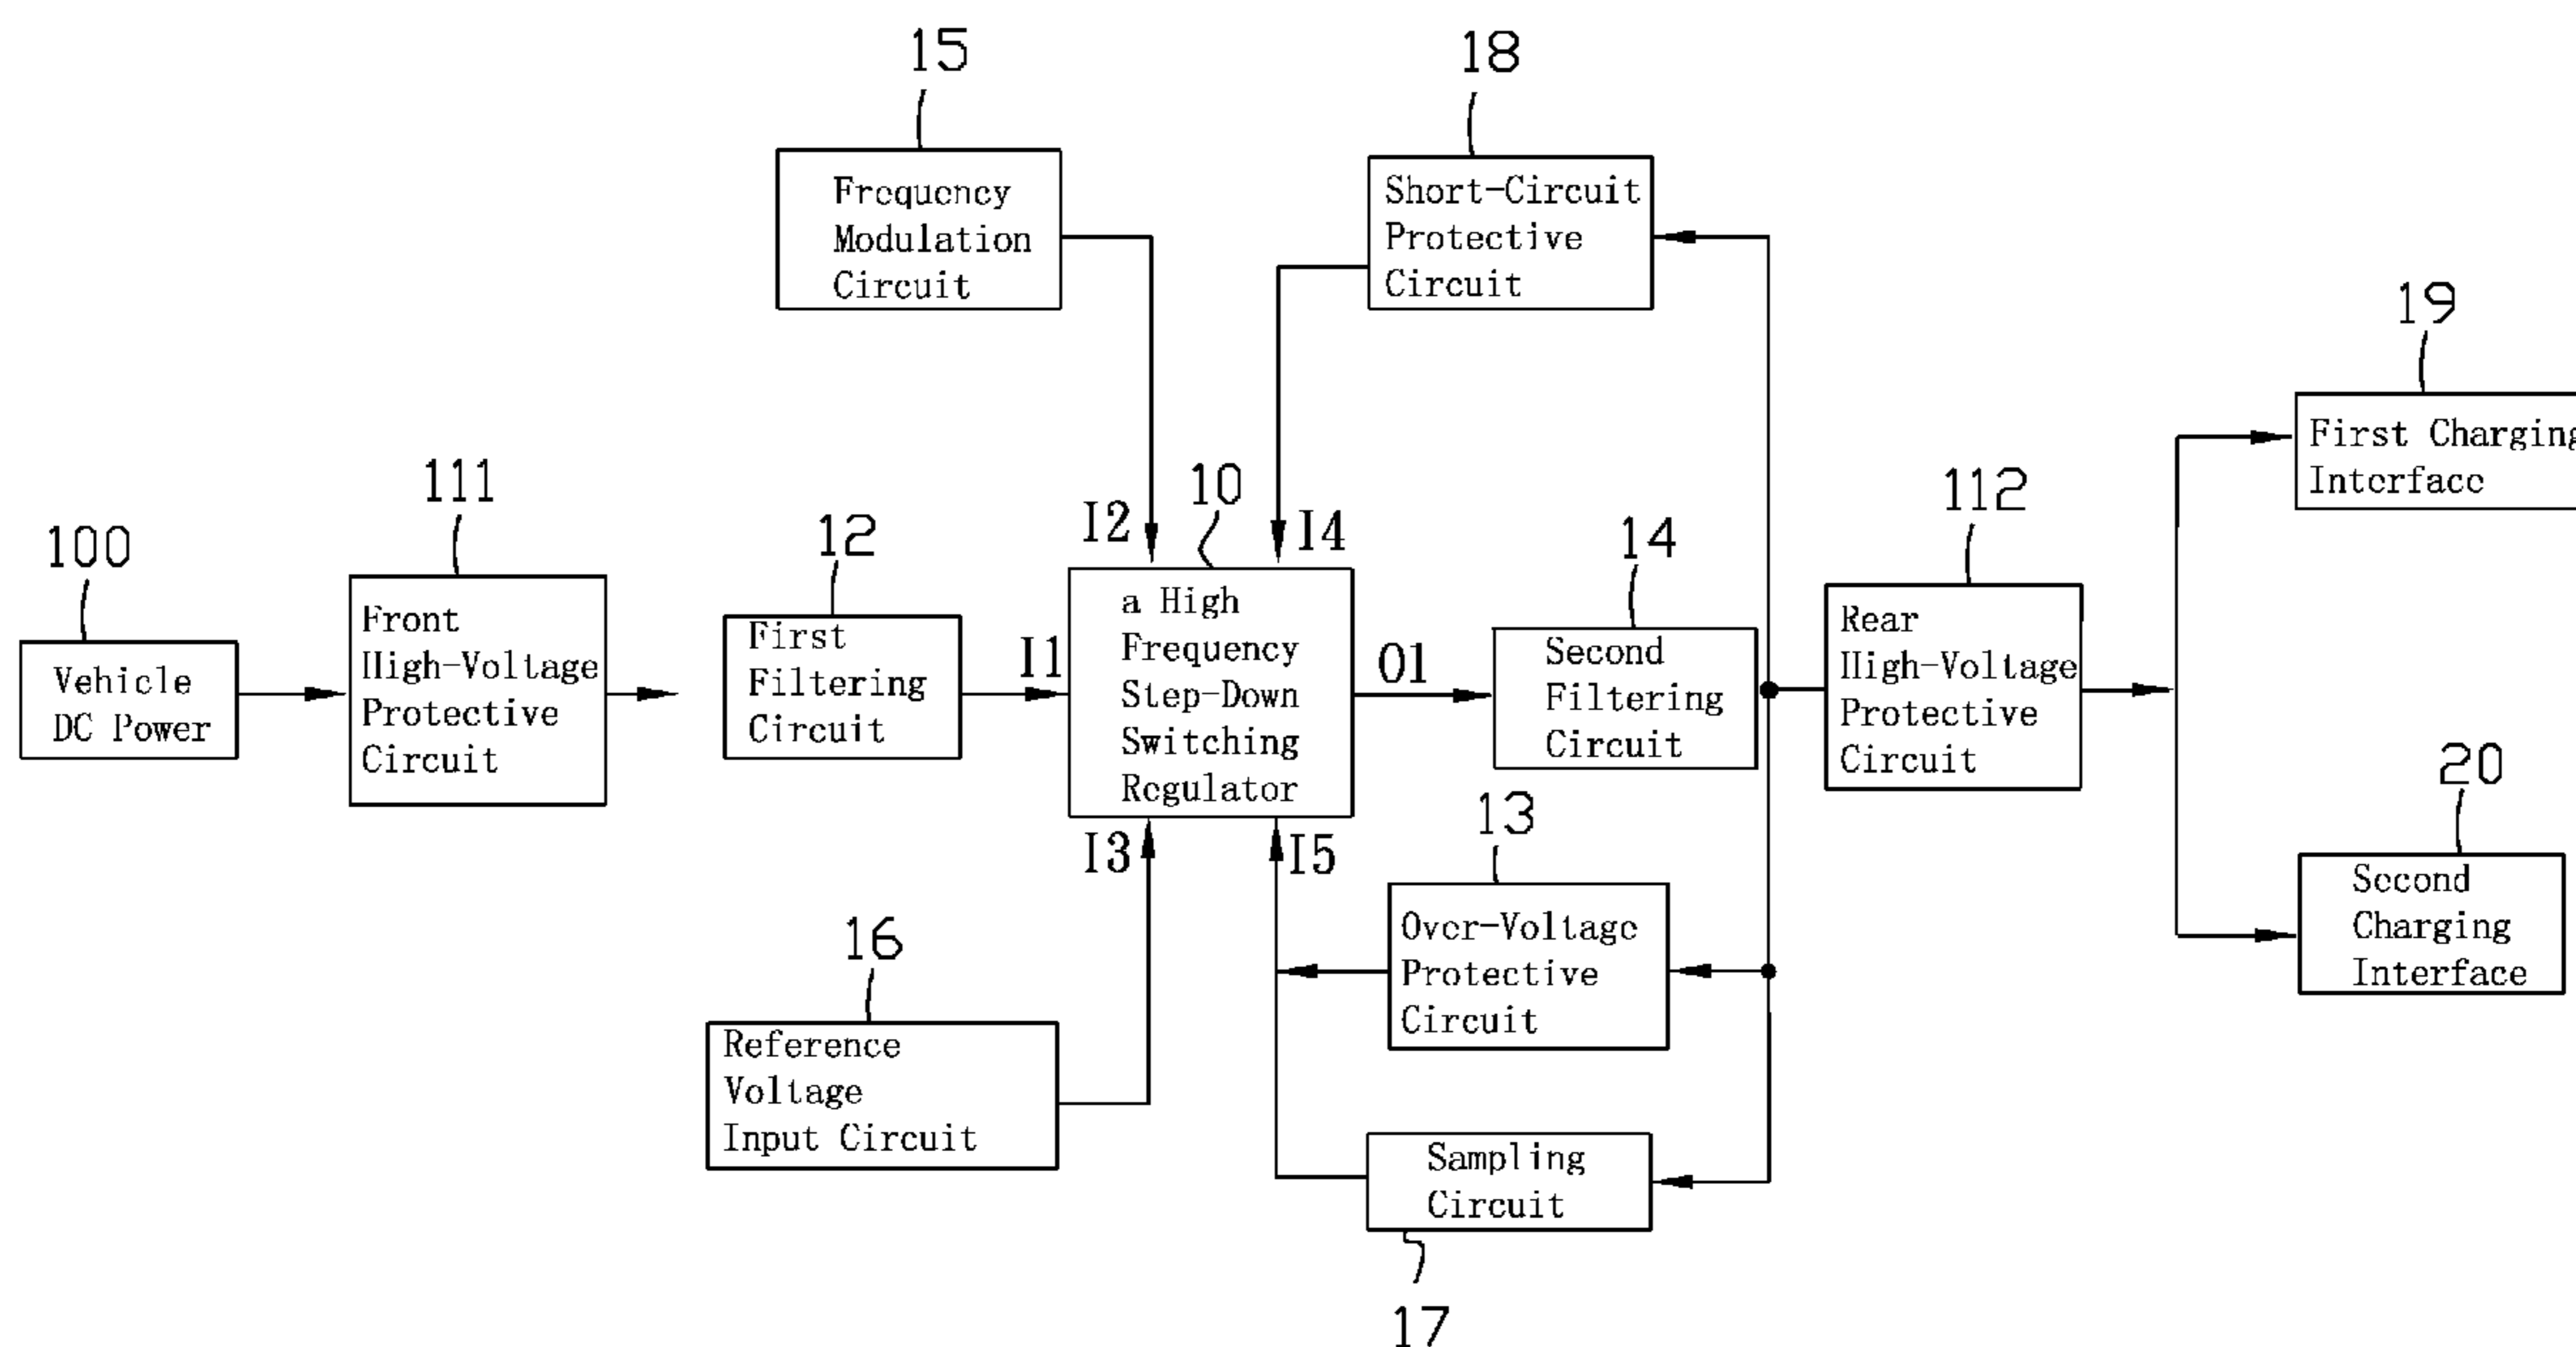 15
Frequency
Modulation
Circuit
18
Short-Circuit
Protective
Circuit
100
Vehicle
DC Power
111
Front
High-Voltage
Protective
Circuit
12
First
Filtering
Circuit
I1
I2
I3
I4
I5
10
a High
Frequency
Step-Down
Switching
Regulator
O1
14
Second
Filtering
Circuit
112
Rear
High-Voltage
Protective
Circuit
19
First Charging
Interface
20
Second
Charging
Interface
13
Over-Voltage
Protective
Circuit
16
Reference
Voltage
Input Circuit
Sampling
Circuit
17